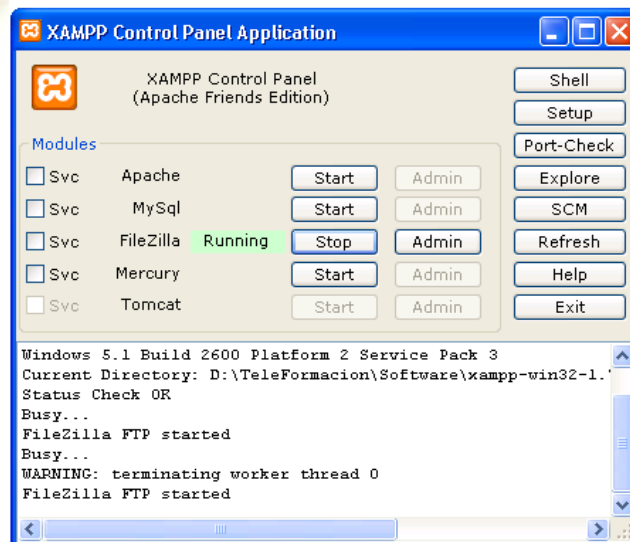 XAMPP Control Panel Application
XAMPP Control Panel
(Apache Friends Edition)
Shell
Setup
Port-Check
Explore
SCM
Refresh
Help
Exit
Modules
Svc Apache Start Admin
Svc MySql Start Admin
Svc FileZilla Running Stop Admin
Svc Mercury Start Admin
Svc Tomcat Start Admin
Windows 5.1 Build 2600 Platform 2 Service Pack 3
Current Directory: D:\TeleFormacion\Software\xampp-win32-1.
Status Check OK
Busy...
FileZilla FTP started
Busy...
WARNING: terminating worker thread 0
FileZilla FTP started